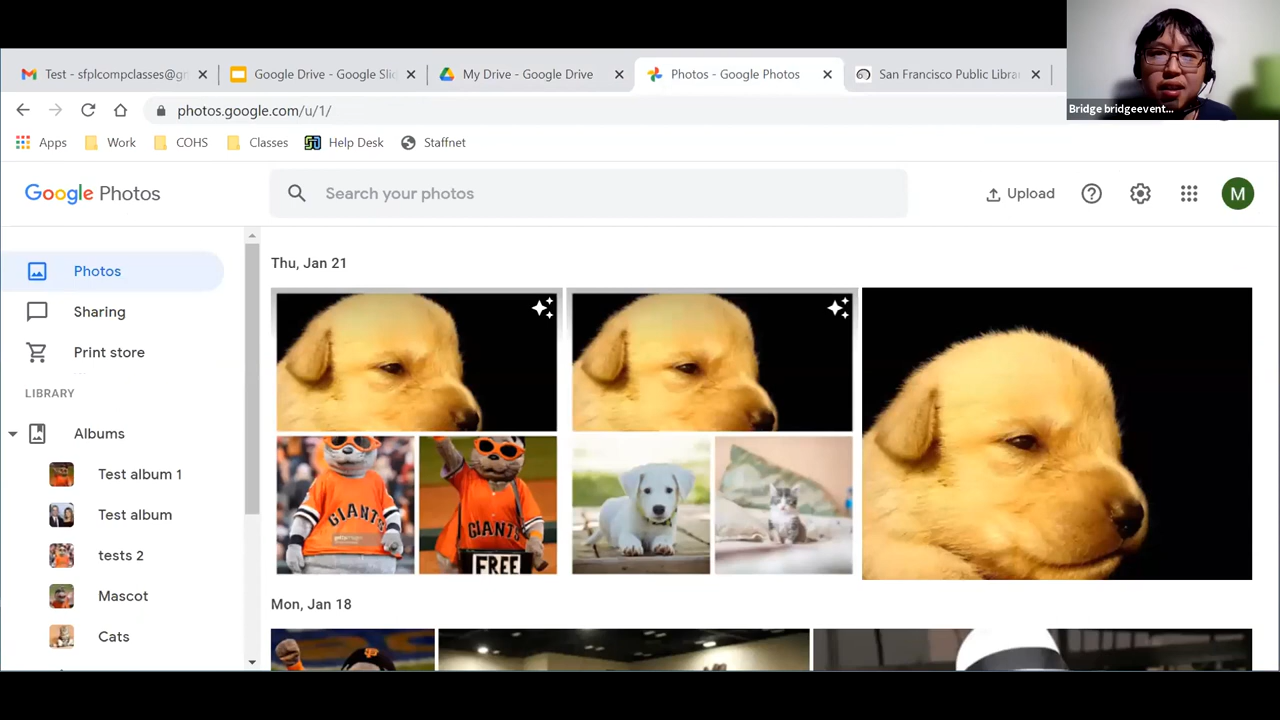 Test - sfplcompclasses@gm
Google Drive - Google Slid
My Drive - Google Drive
Photos - Google Photos
San Francisco Public Libra
Bridge bridgeevent...
photos.google.com/u/1/
Apps
Work
COHS
Classes
Help Desk
Staffnet
Google Photos
Search your photos
Upload
M
Photos
Sharing
Print store
LIBRARY
Albums
Test album 1
Test album
tests 2
Mascot
Cats
Thu, Jan 21
GIANTS
GIANTS
FREE
Mon, Jan 18